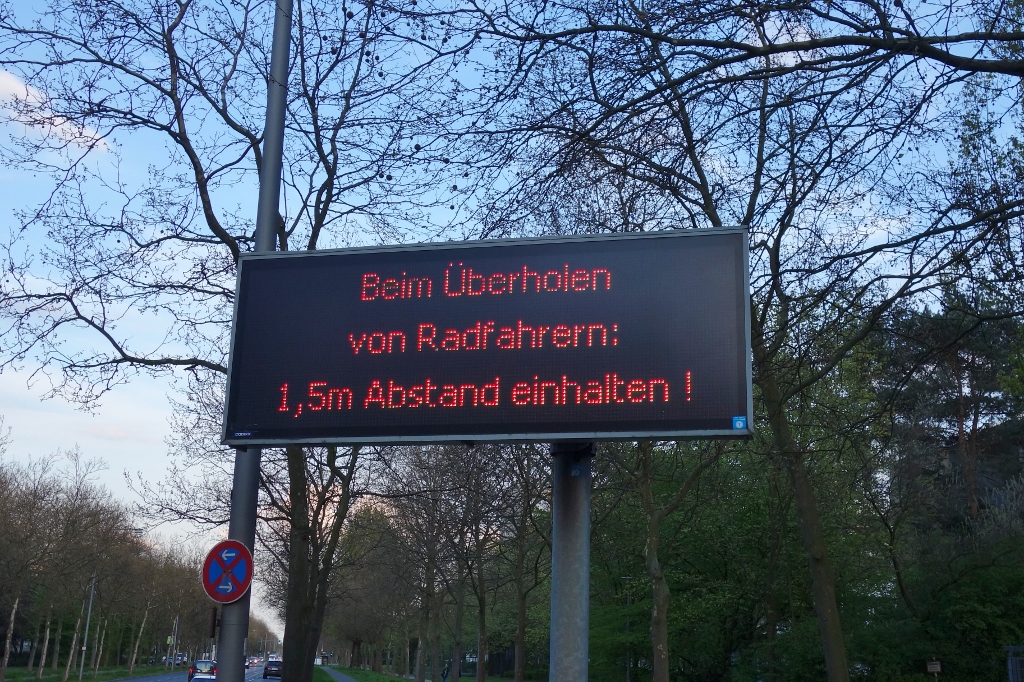 Beim Überholen
von Radfahrern:
1,5m Abstand einhalten !